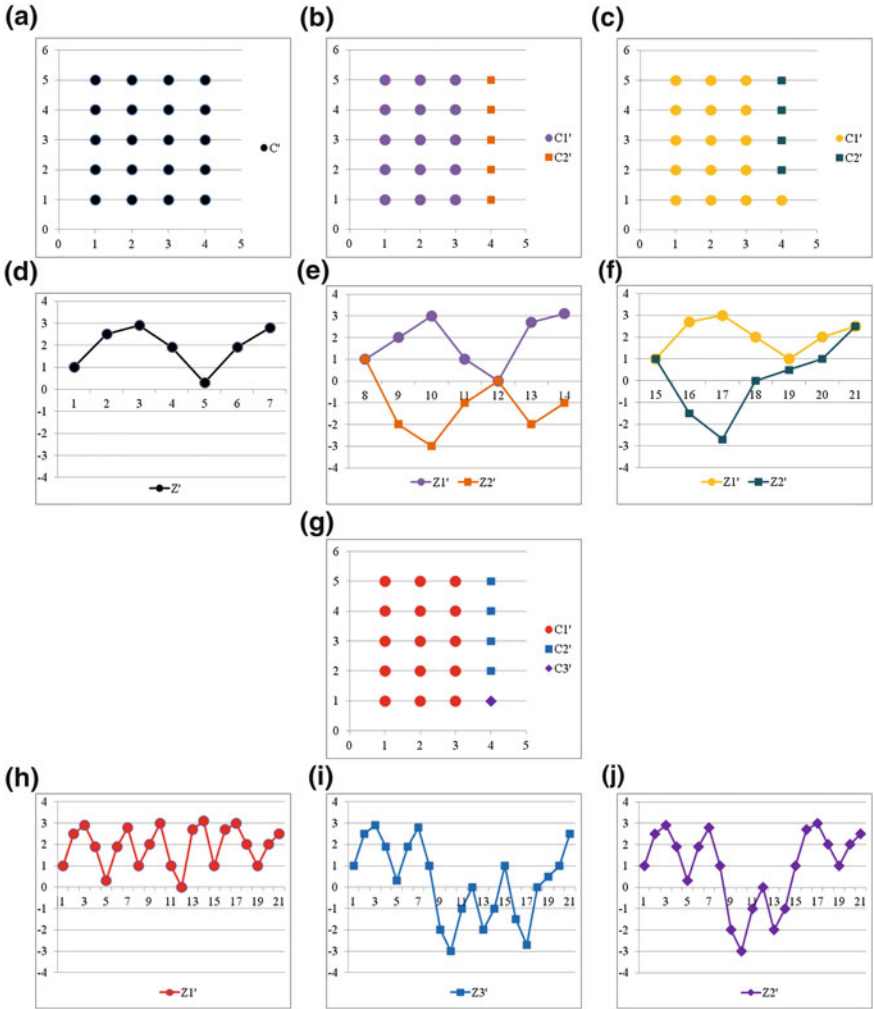 (a)
6
5
4
3
2
1
0
0 1 2 3 4 5
C'
(b)
6
5
4
3
2
1
0
0 1 2 3 4 5
C1'
C2'
(c)
6
5
4
3
2
1
0
0 1 2 3 4 5
C1'
C2'
(d)
4
3
2
1
0
-1
-2
-3
-4
1 2 3 4 5 6 7
Z'
(e)
4
3
2
1
0
-1
-2
-3
-4
8 9 10 11 12 13 14
Z1' Z2'
(f)
4
3
2
1
0
-1
-2
-3
-4
15 16 17 18 19 20 21
Z1' Z2'
(g)
6
5
4
3
2
1
0
0 1 2 3 4 5
C1'
C2'
C3'
(h)
4
3
2
1
0
-1
-2
-3
-4
1 3 5 7 9 11 13 15 17 19 21
Z1'
(i)
4
3
2
1
0
-1
-2
-3
-4
1 3 5 7 9 11 13 15 17 19 21
Z3'
(j)
4
3
2
1
0
-1
-2
-3
-4
1 3 5 7 9 11 13 15 17 19 21
Z2'